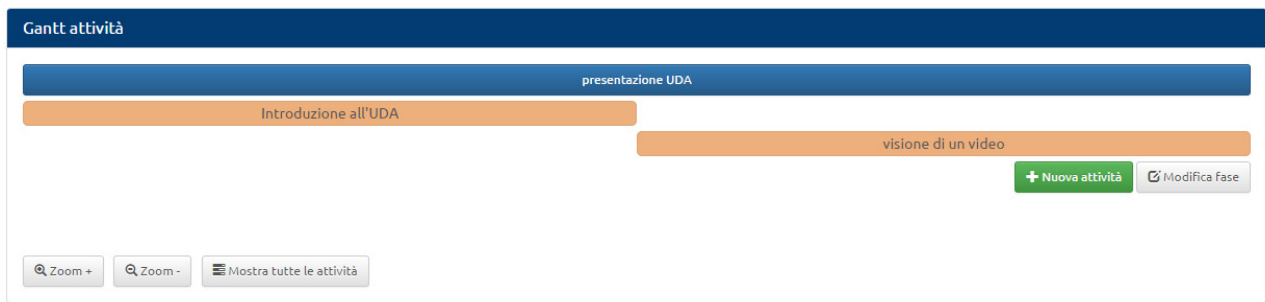 Gantt attività
presentazione UDA
Introduzione all'UDA
visione di un video
Nuova attività
Modifica fase
Zoom +
Zoom -
Mostra tutte le attività